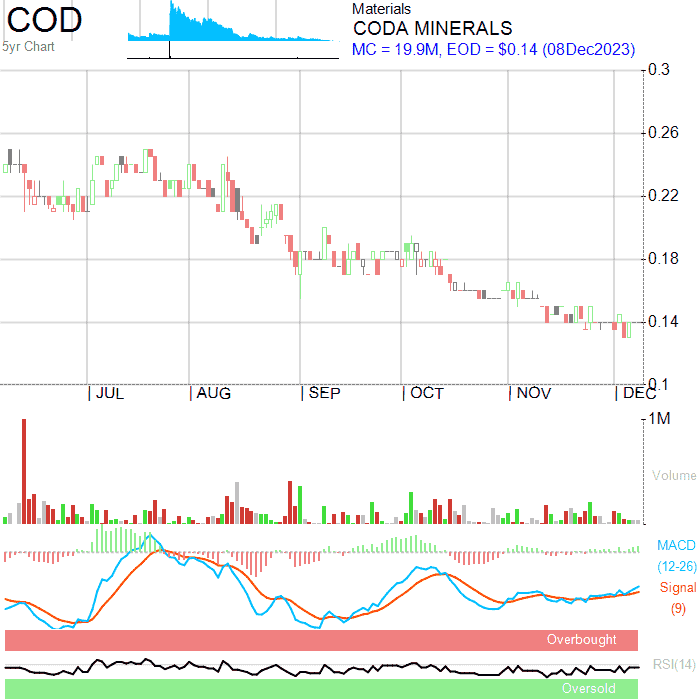 COD
5yr Chart
Materials
CODA MINERALS
MC = 19.9M, EOD = $0.14 (08Dec2023)
0.3
0.26
0.22
0.18
0.14
0.1
JUL
AUG
SEP
OCT
NOV
DEC
1M
Volume
MACD
(12-26)
Signal
(9)
Overbought
RSI(14)
Oversold